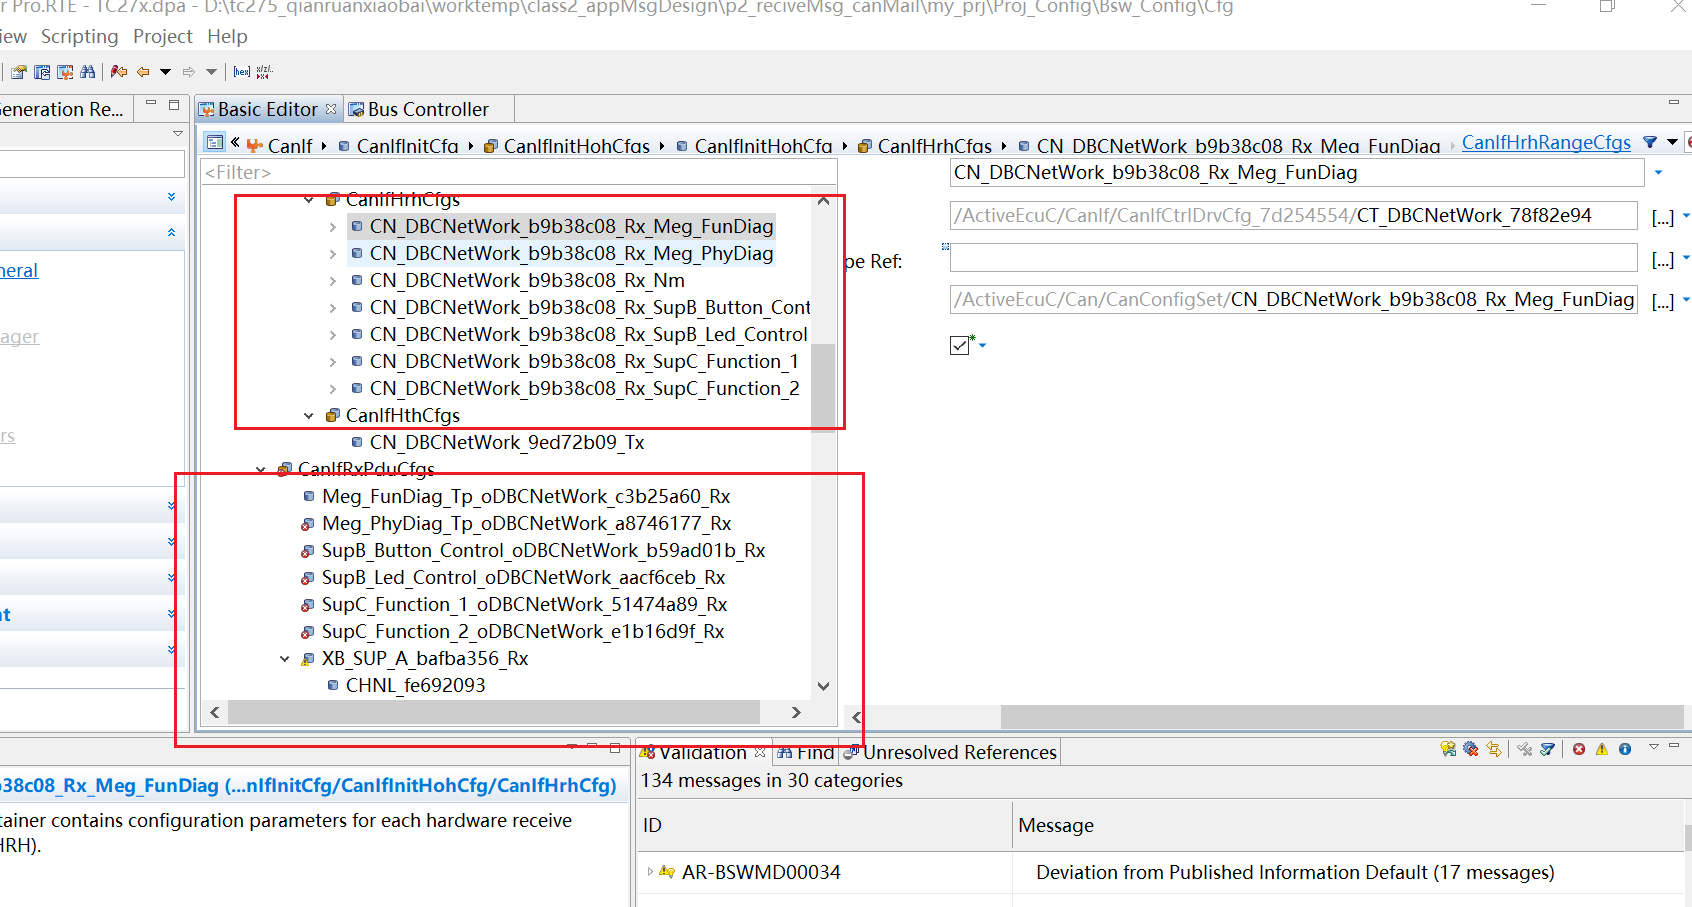 r Pro.RTE - TC27x.dpa - D:\tc275_qianruanxiaobai\worktemp\class2_appMsgDesign\p2_reciveMsg_canMail\my_prj\Proj_Config\Bsw_Config\Cfg
iew Scripting Project Help
Generation Re...
Basic Editor
Bus Controller
CanIf
CanIfInitCfg
CanIfInitHohCfgs
CanIfInitHohCfg
CanIfHrhCfgs
CN_DBCNetWork_b9b38c08_Rx_Meg_FunDiag
CanIfHrhRangeCfgs
<Filter>
CN_DBCNetWork_b9b38c08_Rx_Meg_FunDiag
CanIfHrhCfgs
CN_DBCNetWork_b9b38c08_Rx_Meg_FunDiag
/ActiveEcuC/CanIf/CanIfCtrlDrvCfg_7d254554/CT_DBCNetWork_78f82e94
[...]
CN_DBCNetWork_b9b38c08_Rx_Meg_PhyDiag
pe Ref:
[...]
neral
CN_DBCNetWork_b9b38c08_Rx_Nm
CN_DBCNetWork_b9b38c08_Rx_SupB_Button_Cont
/ActiveEcuC/Can/CanConfigSet/CN_DBCNetWork_b9b38c08_Rx_Meg_FunDiag
[...]
ager
CN_DBCNetWork_b9b38c08_Rx_SupB_Led_Control
CN_DBCNetWork_b9b38c08_Rx_SupC_Function_1
CN_DBCNetWork_b9b38c08_Rx_SupC_Function_2
CanIfHthCfgs
rs
CN_DBCNetWork_9ed72b09_Tx
CanIfRxPduCfgs
Meg_FunDiag_Tp_oDBCNetWork_c3b25a60_Rx
Meg_PhyDiag_Tp_oDBCNetWork_a8746177_Rx
SupB_Button_Control_oDBCNetWork_b59ad01b_Rx
SupB_Led_Control_oDBCNetWork_aacf6ceb_Rx
SupC_Function_1_oDBCNetWork_51474a89_Rx
t
SupC_Function_2_oDBCNetWork_e1b16d9f_Rx
XB_SUP_A_bafba356_Rx
CHNL_fe692093
Validation
Find
Unresolved References
b38c08_Rx_Meg_FunDiag (...nIfInitCfg/CanIfInitHohCfg/CanIfHrhCfg)
134 messages in 30 categories
tainer contains configuration parameters for each hardware receive
HRH).
ID
Message
AR-BSWMD00034
Deviation from Published Information Default (17 messages)